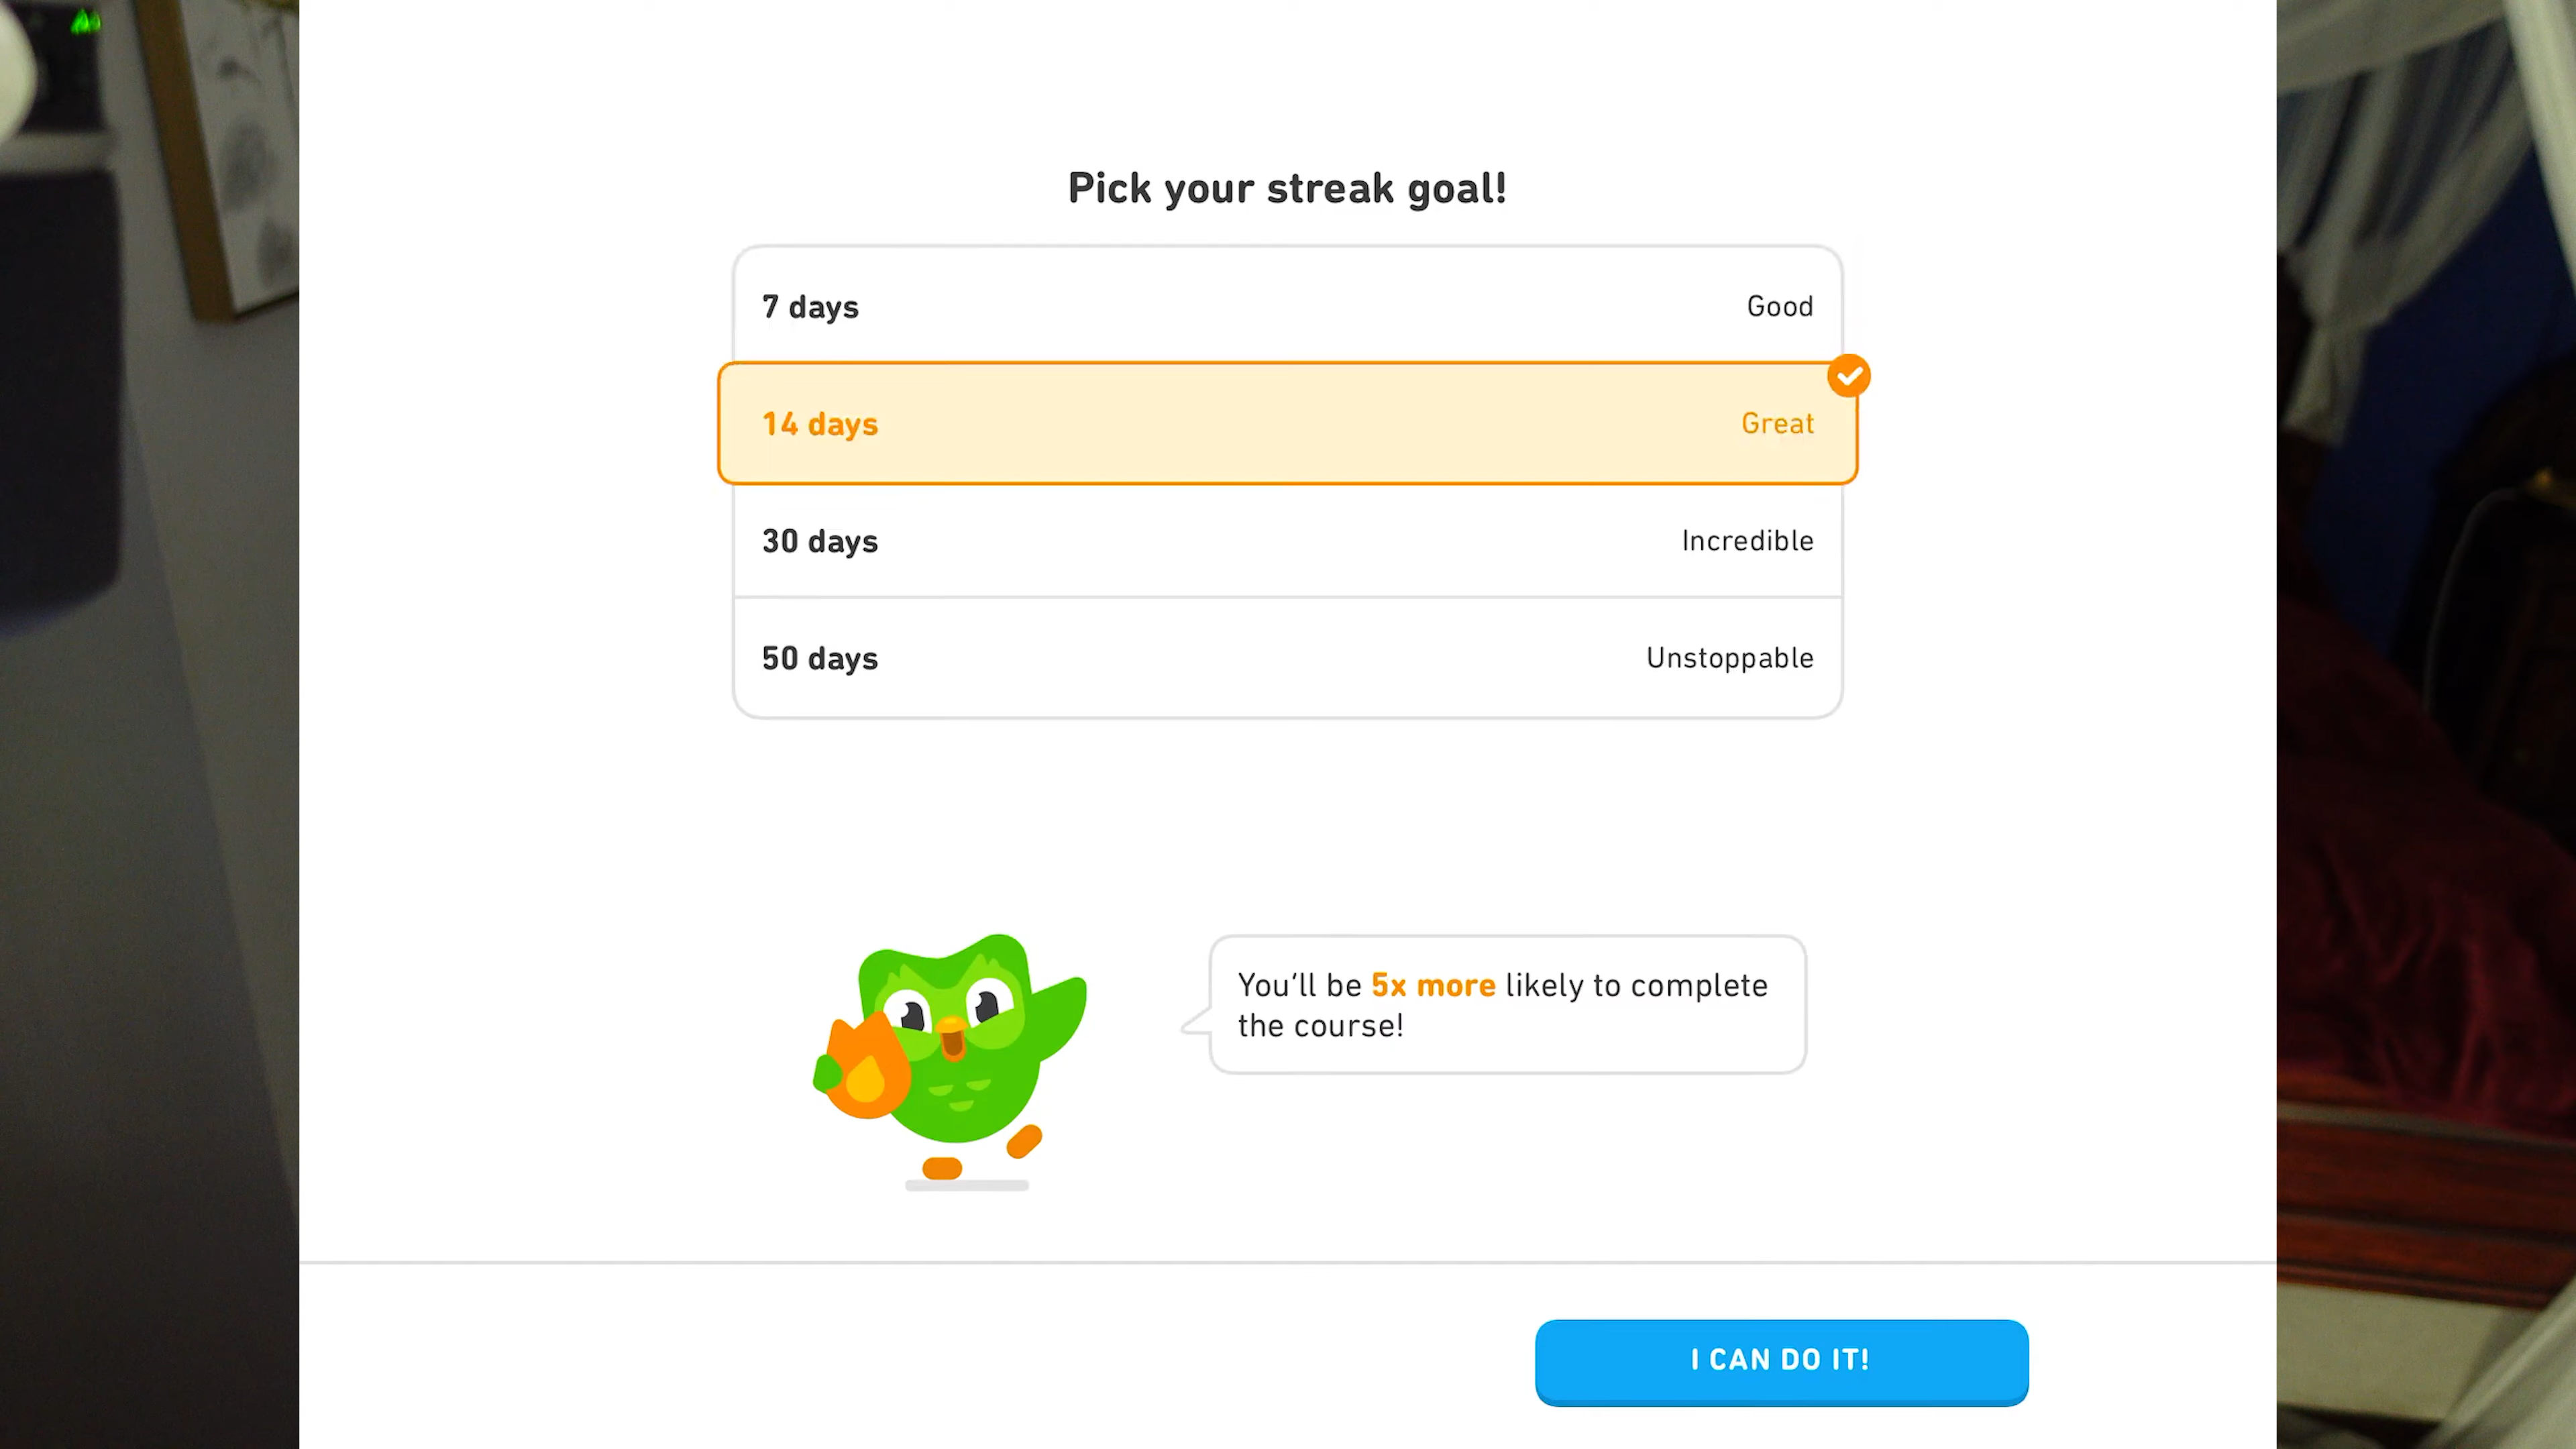 Pick your streak goal!
7 days Good
14 days Great
30 days Incredible
50 days Unstoppable
You'll be 5x more likely to complete
the course!
I CAN DO IT!